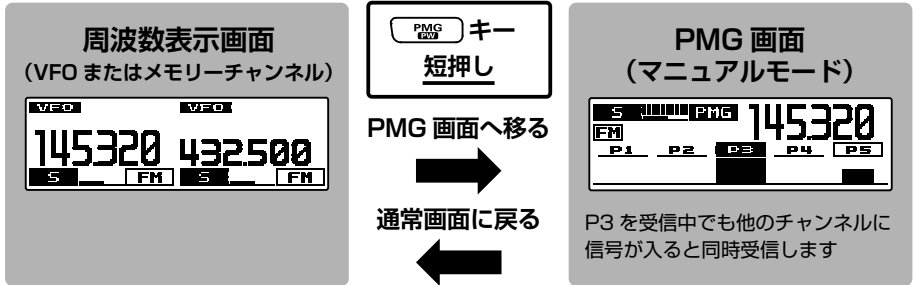 周波数表示画面
（VFO またはメモリーチャンネル）
VFO VFO
145.320 432.500
S FM S FM
PMG
PW
キー
短押し
PMG 画面へ移る
通常画面に戻る
PMG 画面
（マニュアルモード）
S PMG 145.320
FM
P1 P2 P3 P4 P5
P3 を受信中でも他のチャンネルに
信号が入ると同時受信します